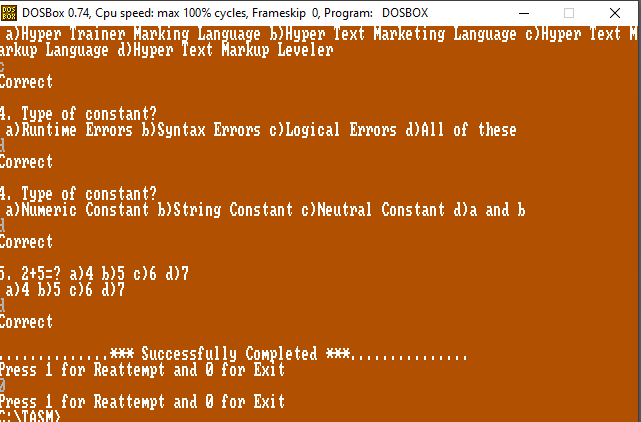 DOSBox 0.74, Cpu speed: max 100% cycles, Frameskip 0, Program: DOSBOX
a)Hyper Trainer Marking Language b)Hyper Text Marketing Language c)Hyper Text M
arkup Language d)Hyper Text Markup Leveler
c
Correct
4. Type of constant?
a)Runtime Errors b)Syntax Errors c)Logical Errors d)All of these
d
Correct
4. Type of constant?
a)Numeric Constant b)String Constant c)Neutral Constant d)a and b
d
Correct
5. 2+5=? a)4 b)5 c)6 d)7
a)4 b)5 c)6 d)7
d
Correct
..............*** Successfully Completed ***...............
Press 1 for Reattempt and 0 for Exit
0
Press 1 for Reattempt and 0 for Exit
C:\TASM>